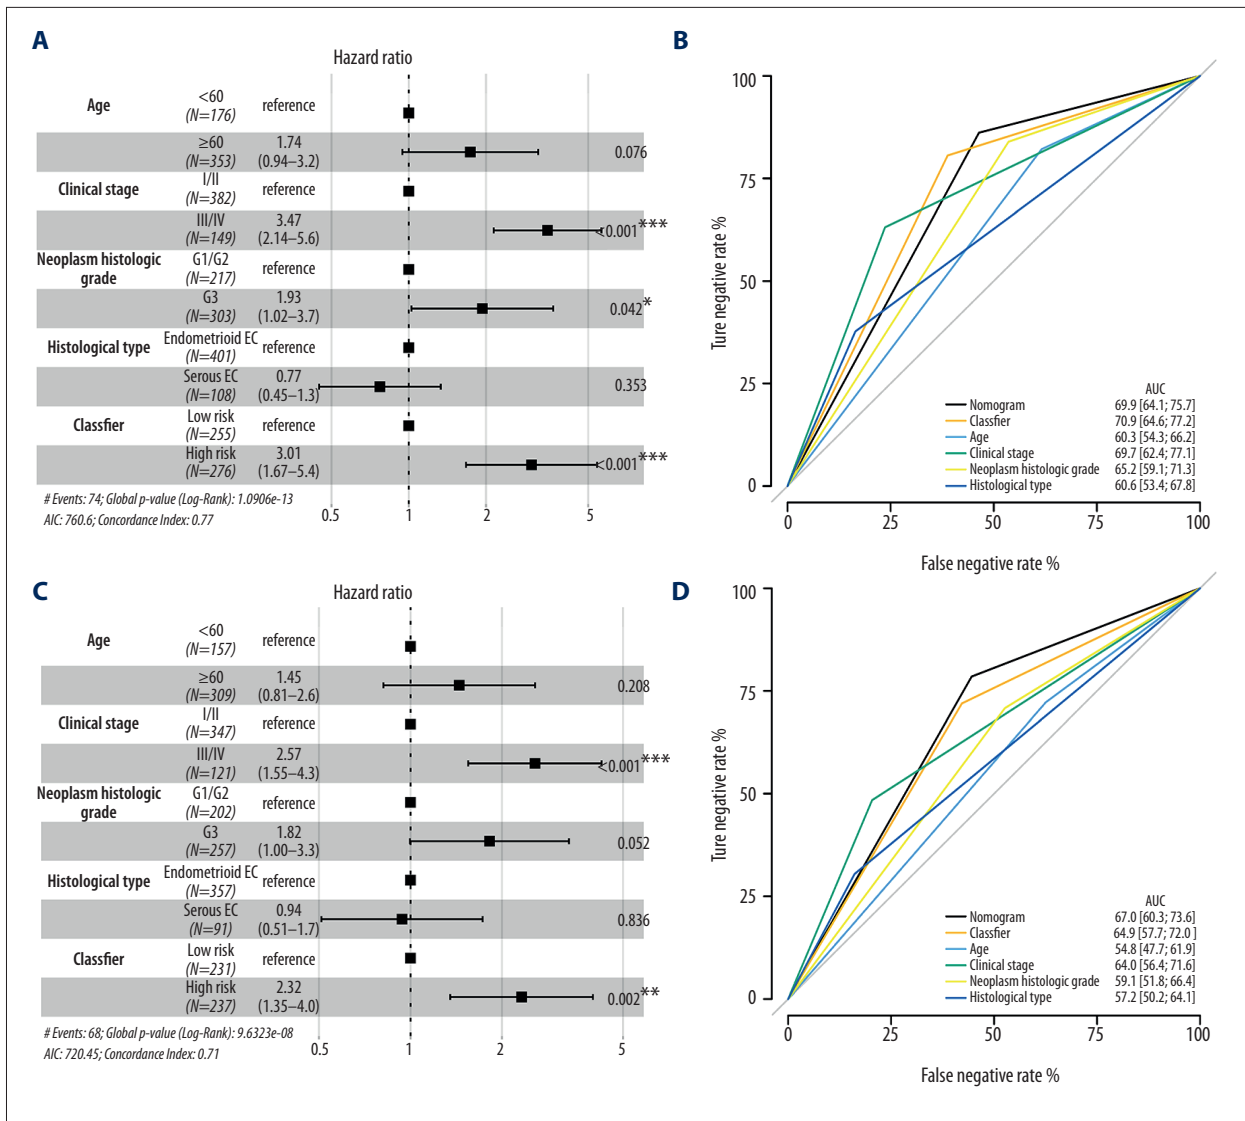 A
Hazard ratio
Age
<60
(N=176)
reference
≥60
(N=353)
1.74
(0.94–3.2)
0.076
Clinical stage
I/II
(N=382)
reference
III/IV
(N=149)
3.47
(2.14–5.6)
<0.001***
Neoplasm histologic
grade
G1/G2
(N=217)
reference
G3
(N=303)
1.93
(1.02–3.7)
0.042*
Histological type
Endometrioid EC
(N=401)
reference
Serous EC
(N=108)
0.77
(0.45–1.3)
0.353
Classfier
Low risk
(N=255)
reference
High risk
(N=276)
3.01
(1.67–5.4)
<0.001***
# Events: 74; Global p-value (Log-Rank): 1.0906e-13
AIC: 760.6; Concordance Index: 0.77
0.5 1 2 5
B
Ture negative rate %
100
75
50
25
0
AUC
Nomogram 69.9 [64.1; 75.7]
Classfier 70.9 [64.6; 77.2]
Age 60.3 [54.3; 66.2]
Clinical stage 69.7 [62.4; 77.1]
Neoplasm histologic grade 65.2 [59.1; 71.3]
Histological type 60.6 [53.4; 67.8]
0 25 50 75 100
False negative rate %
C
Hazard ratio
Age
<60
(N=157)
reference
≥60
(N=309)
1.45
(0.81–2.6)
0.208
Clinical stage
I/II
(N=347)
reference
III/IV
(N=121)
2.57
(1.55–4.3)
<0.001***
Neoplasm histologic
grade
G1/G2
(N=202)
reference
G3
(N=257)
1.82
(1.00–3.3)
0.052
Histological type
Endometrioid EC
(N=357)
reference
Serous EC
(N=91)
0.94
(0.51–1.7)
0.836
Classfier
Low risk
(N=231)
reference
High risk
(N=237)
2.32
(1.35–4.0)
0.002**
# Events: 68; Global p-value (Log-Rank): 9.6323e-08
AIC: 720.45; Concordance Index: 0.71
0.5 1 2 5
D
Ture negative rate %
100
75
50
25
0
AUC
Nomogram 67.0 [60.3; 73.6]
Classfier 64.9 [57.7; 72.0 ]
Age 54.8 [47.7; 61.9]
Clinical stage 64.0 [56.4; 71.6]
Neoplasm histologic grade 59.1 [51.8; 66.4]
Histological type 57.2 [50.2; 64.1]
0 25 50 75 100
False negative rate %